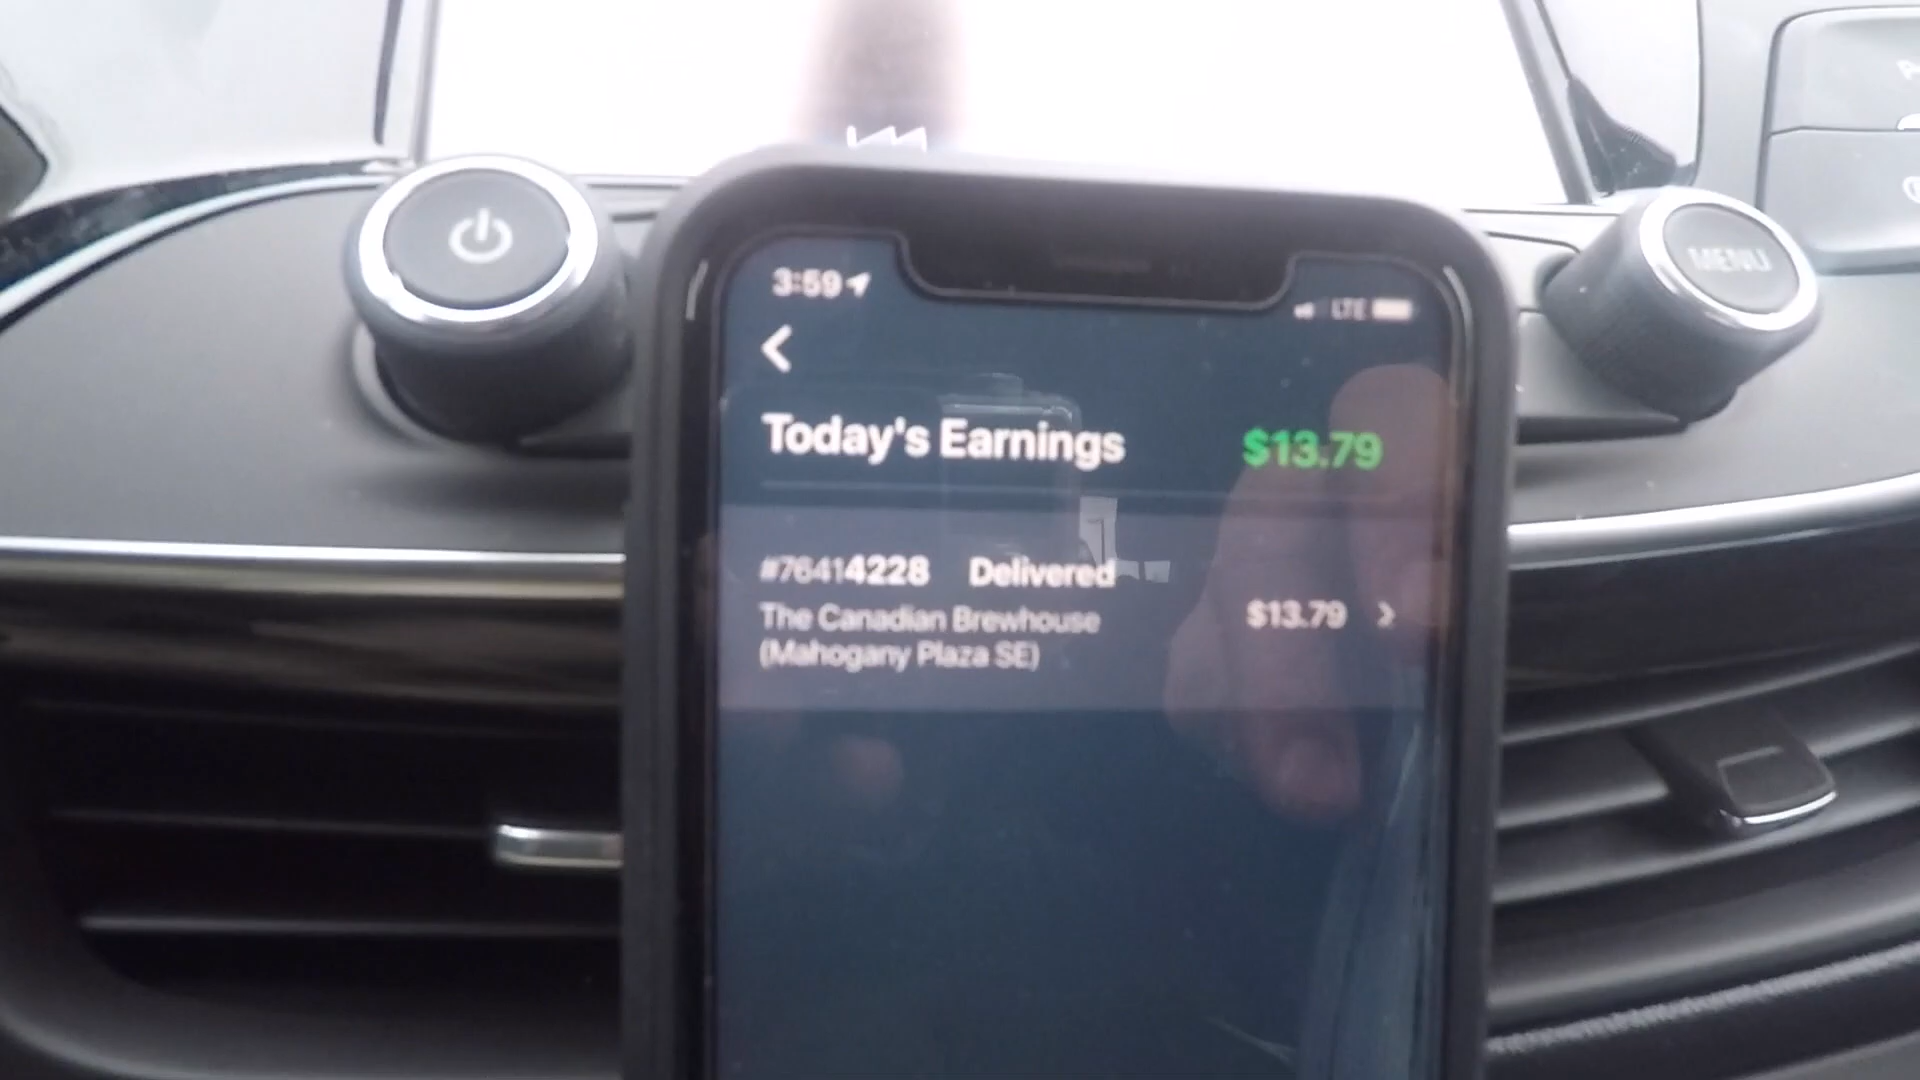 3:59
LTE
MENU
Today's Earnings $13.79
#76414228 Delivered
The Canadian Brewhouse
(Mahogany Plaza SE)
$13.79